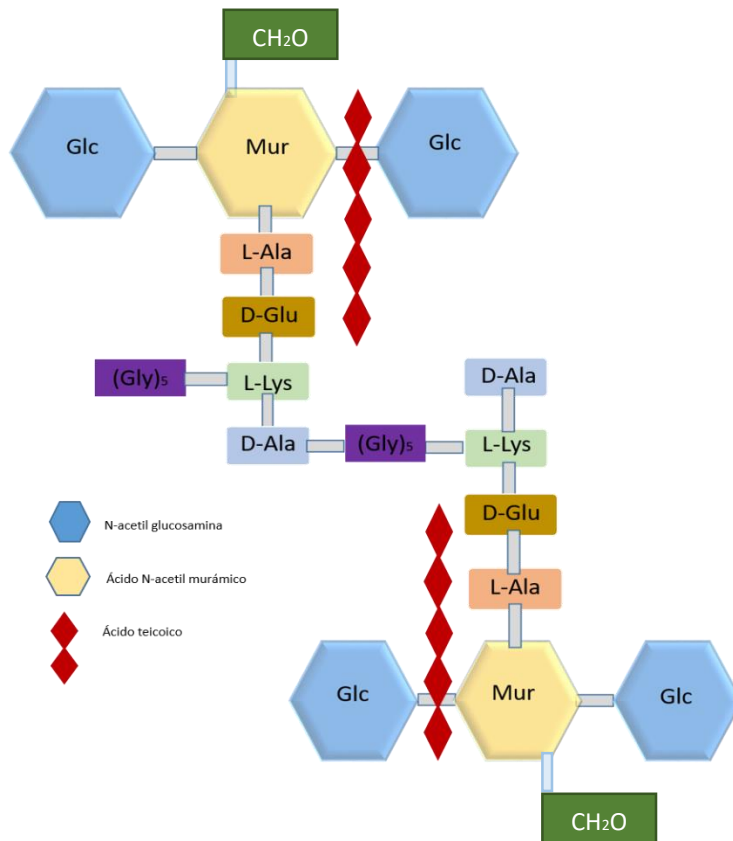 CH₂O
Glc
Mur
Glc
L-Ala
D-Glu
(Gly)₅
L-Lys
D-Ala
D-Ala
(Gly)₅
L-Lys
D-Glu
L-Ala
N-acetil glucosamina
Ácido N-acetil murámico
Ácido teicoico
Glc
Mur
Glc
CH₂O